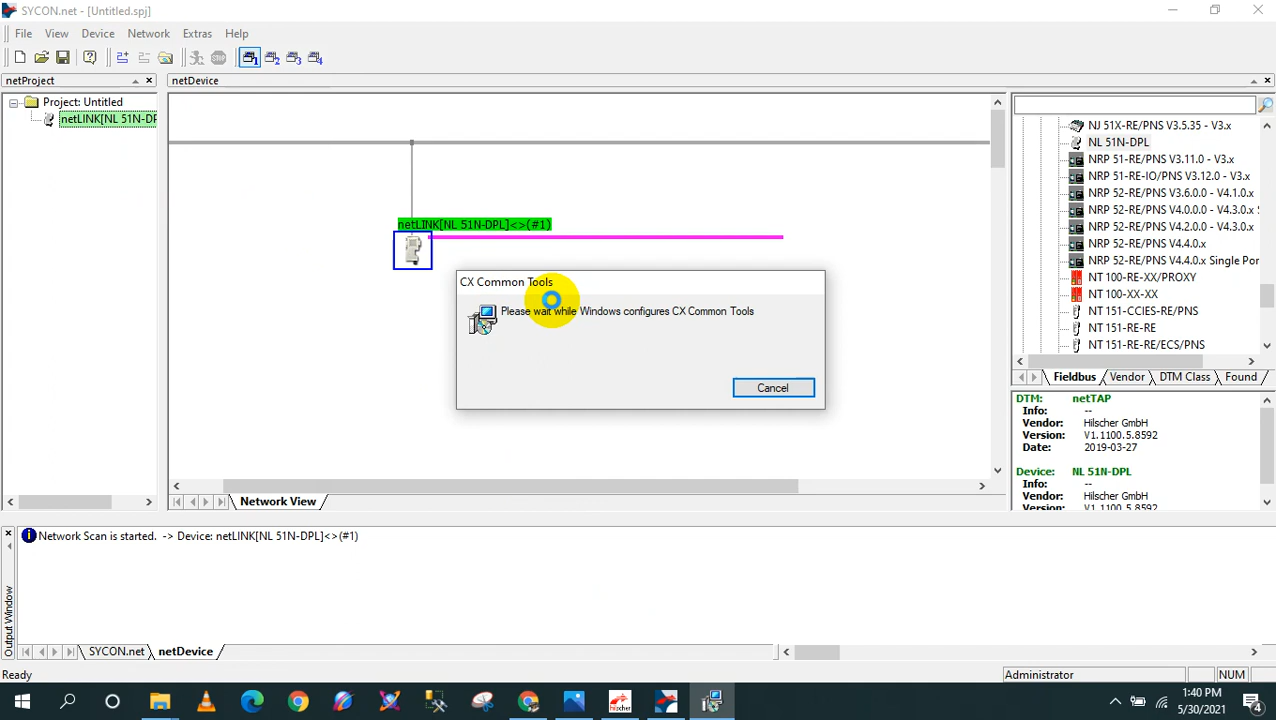 SYCON.net - [Untitled.spj]
File View Device Network Extras Help
netProject
netDevice
Project: Untitled
netLINK[NL 51N-DP
netLINK[NL 51N-DPL]<>(#1)
CX Common Tools
Please wait while Windows configures CX Common Tools
Cancel
Network View
NJ 51X-RE/PNS V3.5.35 - V3.x
NL 51N-DPL
NRP 51-RE/PNS V3.11.0 - V3.x
NRP 51-RE-IO/PNS V3.12.0 - V3.x
NRP 52-RE/PNS V3.6.0.0 - V4.1.0.x
NRP 52-RE/PNS V4.0.0.0 - V4.3.0.x
NRP 52-RE/PNS V4.2.0.0 - V4.3.0.x
NRP 52-RE/PNS V4.4.0.x
NRP 52-RE/PNS V4.4.0.x Single Por
NT 100-RE-XX/PROXY
NT 100-XX-XX
NT 151-CCIES-RE/PNS
NT 151-RE-RE
NT 151-RE-RE/ECS/PNS
Fieldbus Vendor DTM Class Found
DTM: netTAP
Info: --
Vendor: Hilscher GmbH
Version: V1.1100.5.8592
Date: 2019-03-27
Device: NL 51N-DPL
Info: --
Vendor: Hilscher GmbH
Version: V1.1100.5.8592
Output Window
Network Scan is started. -> Device: netLINK[NL 51N-DPL]<>(#1)
SYCON.net netDevice
Ready
Administrator
NUM
hilscher
1:40 PM
5/30/2021
4